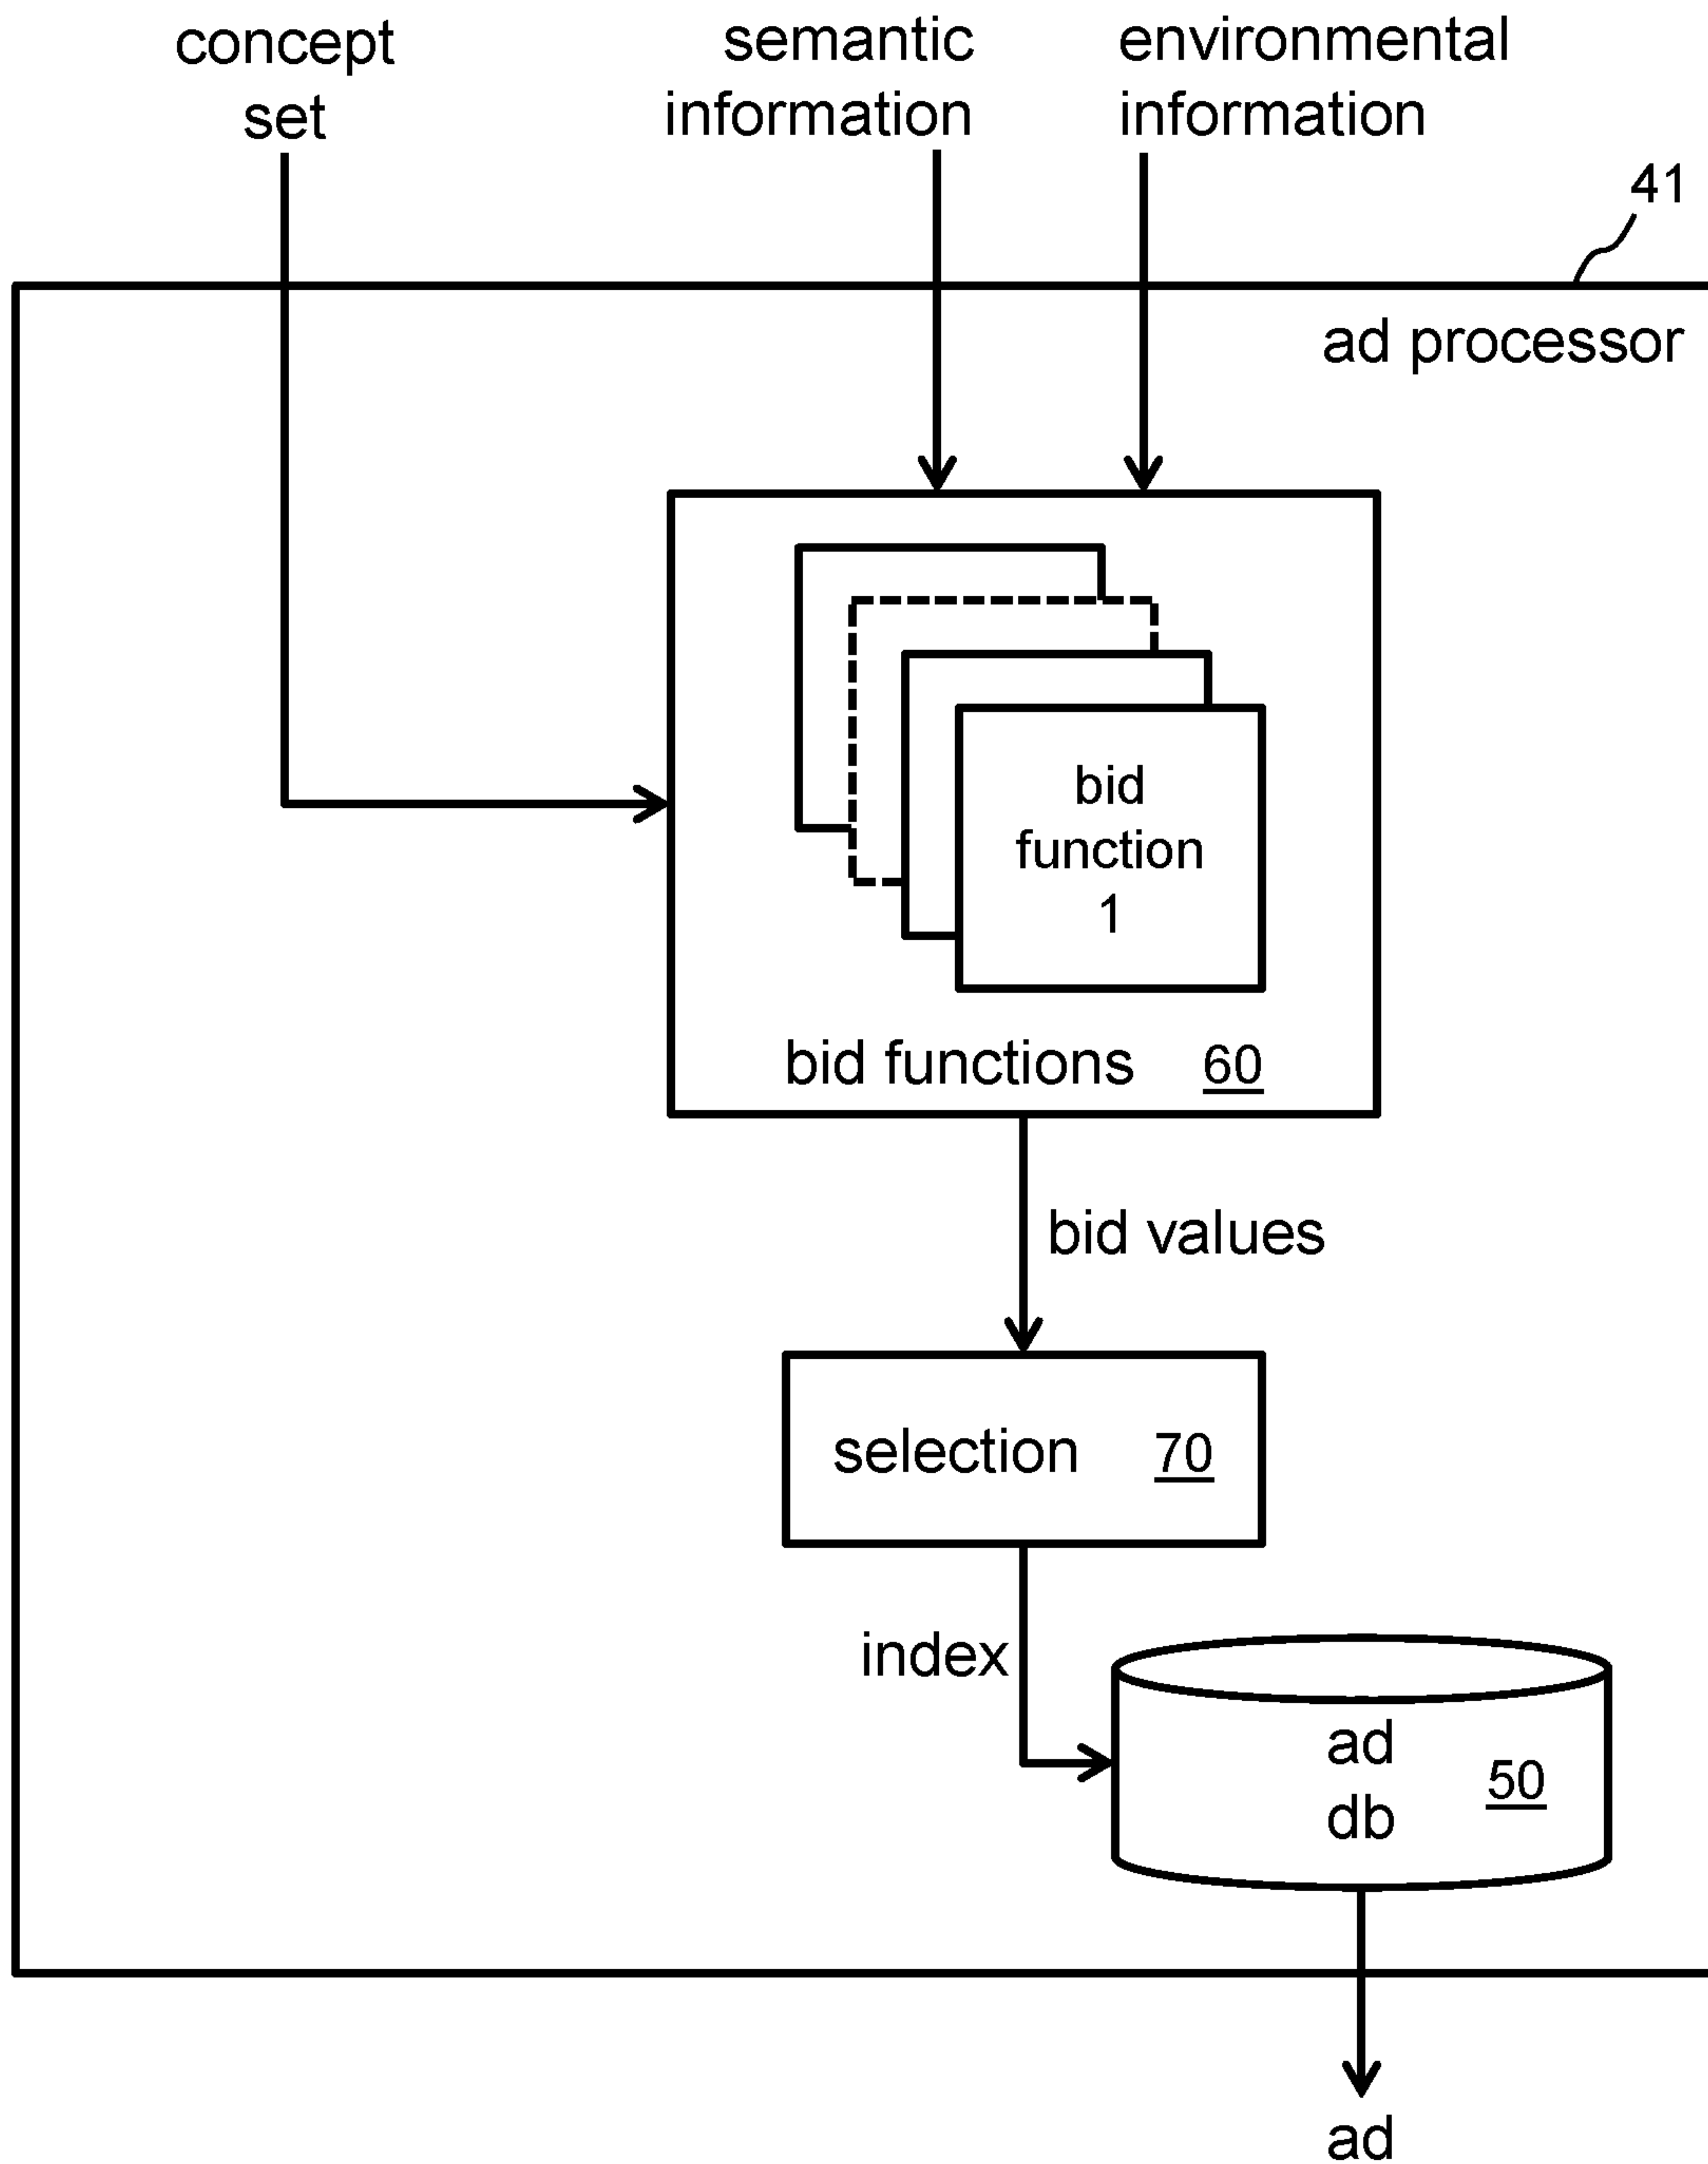 concept
set
semantic
information
environmental
information
41
ad processor
bid
function
1
bid functions 60
bid values
selection 70
index
ad
db
50
ad